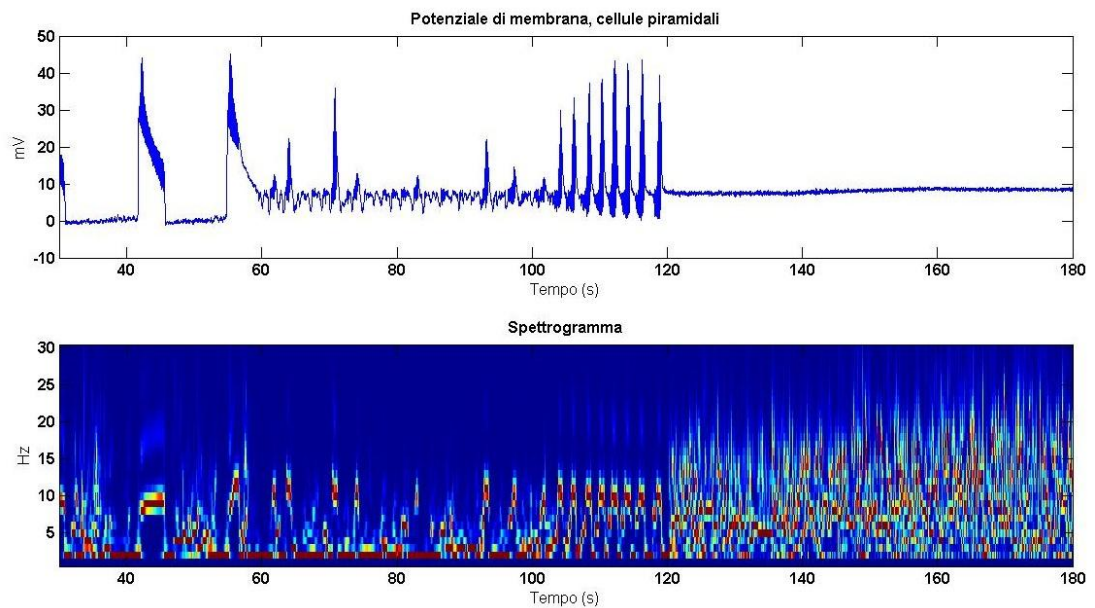 Potenziale di membrana, cellule piramidali
50
40
30
20
10
0
-10
mV
40 60 80 100 120 140 160 180
Tempo (s)
Spettrogramma
30
25
20
15
10
5
Hz
40 60 80 100 120 140 160 180
Tempo (s)